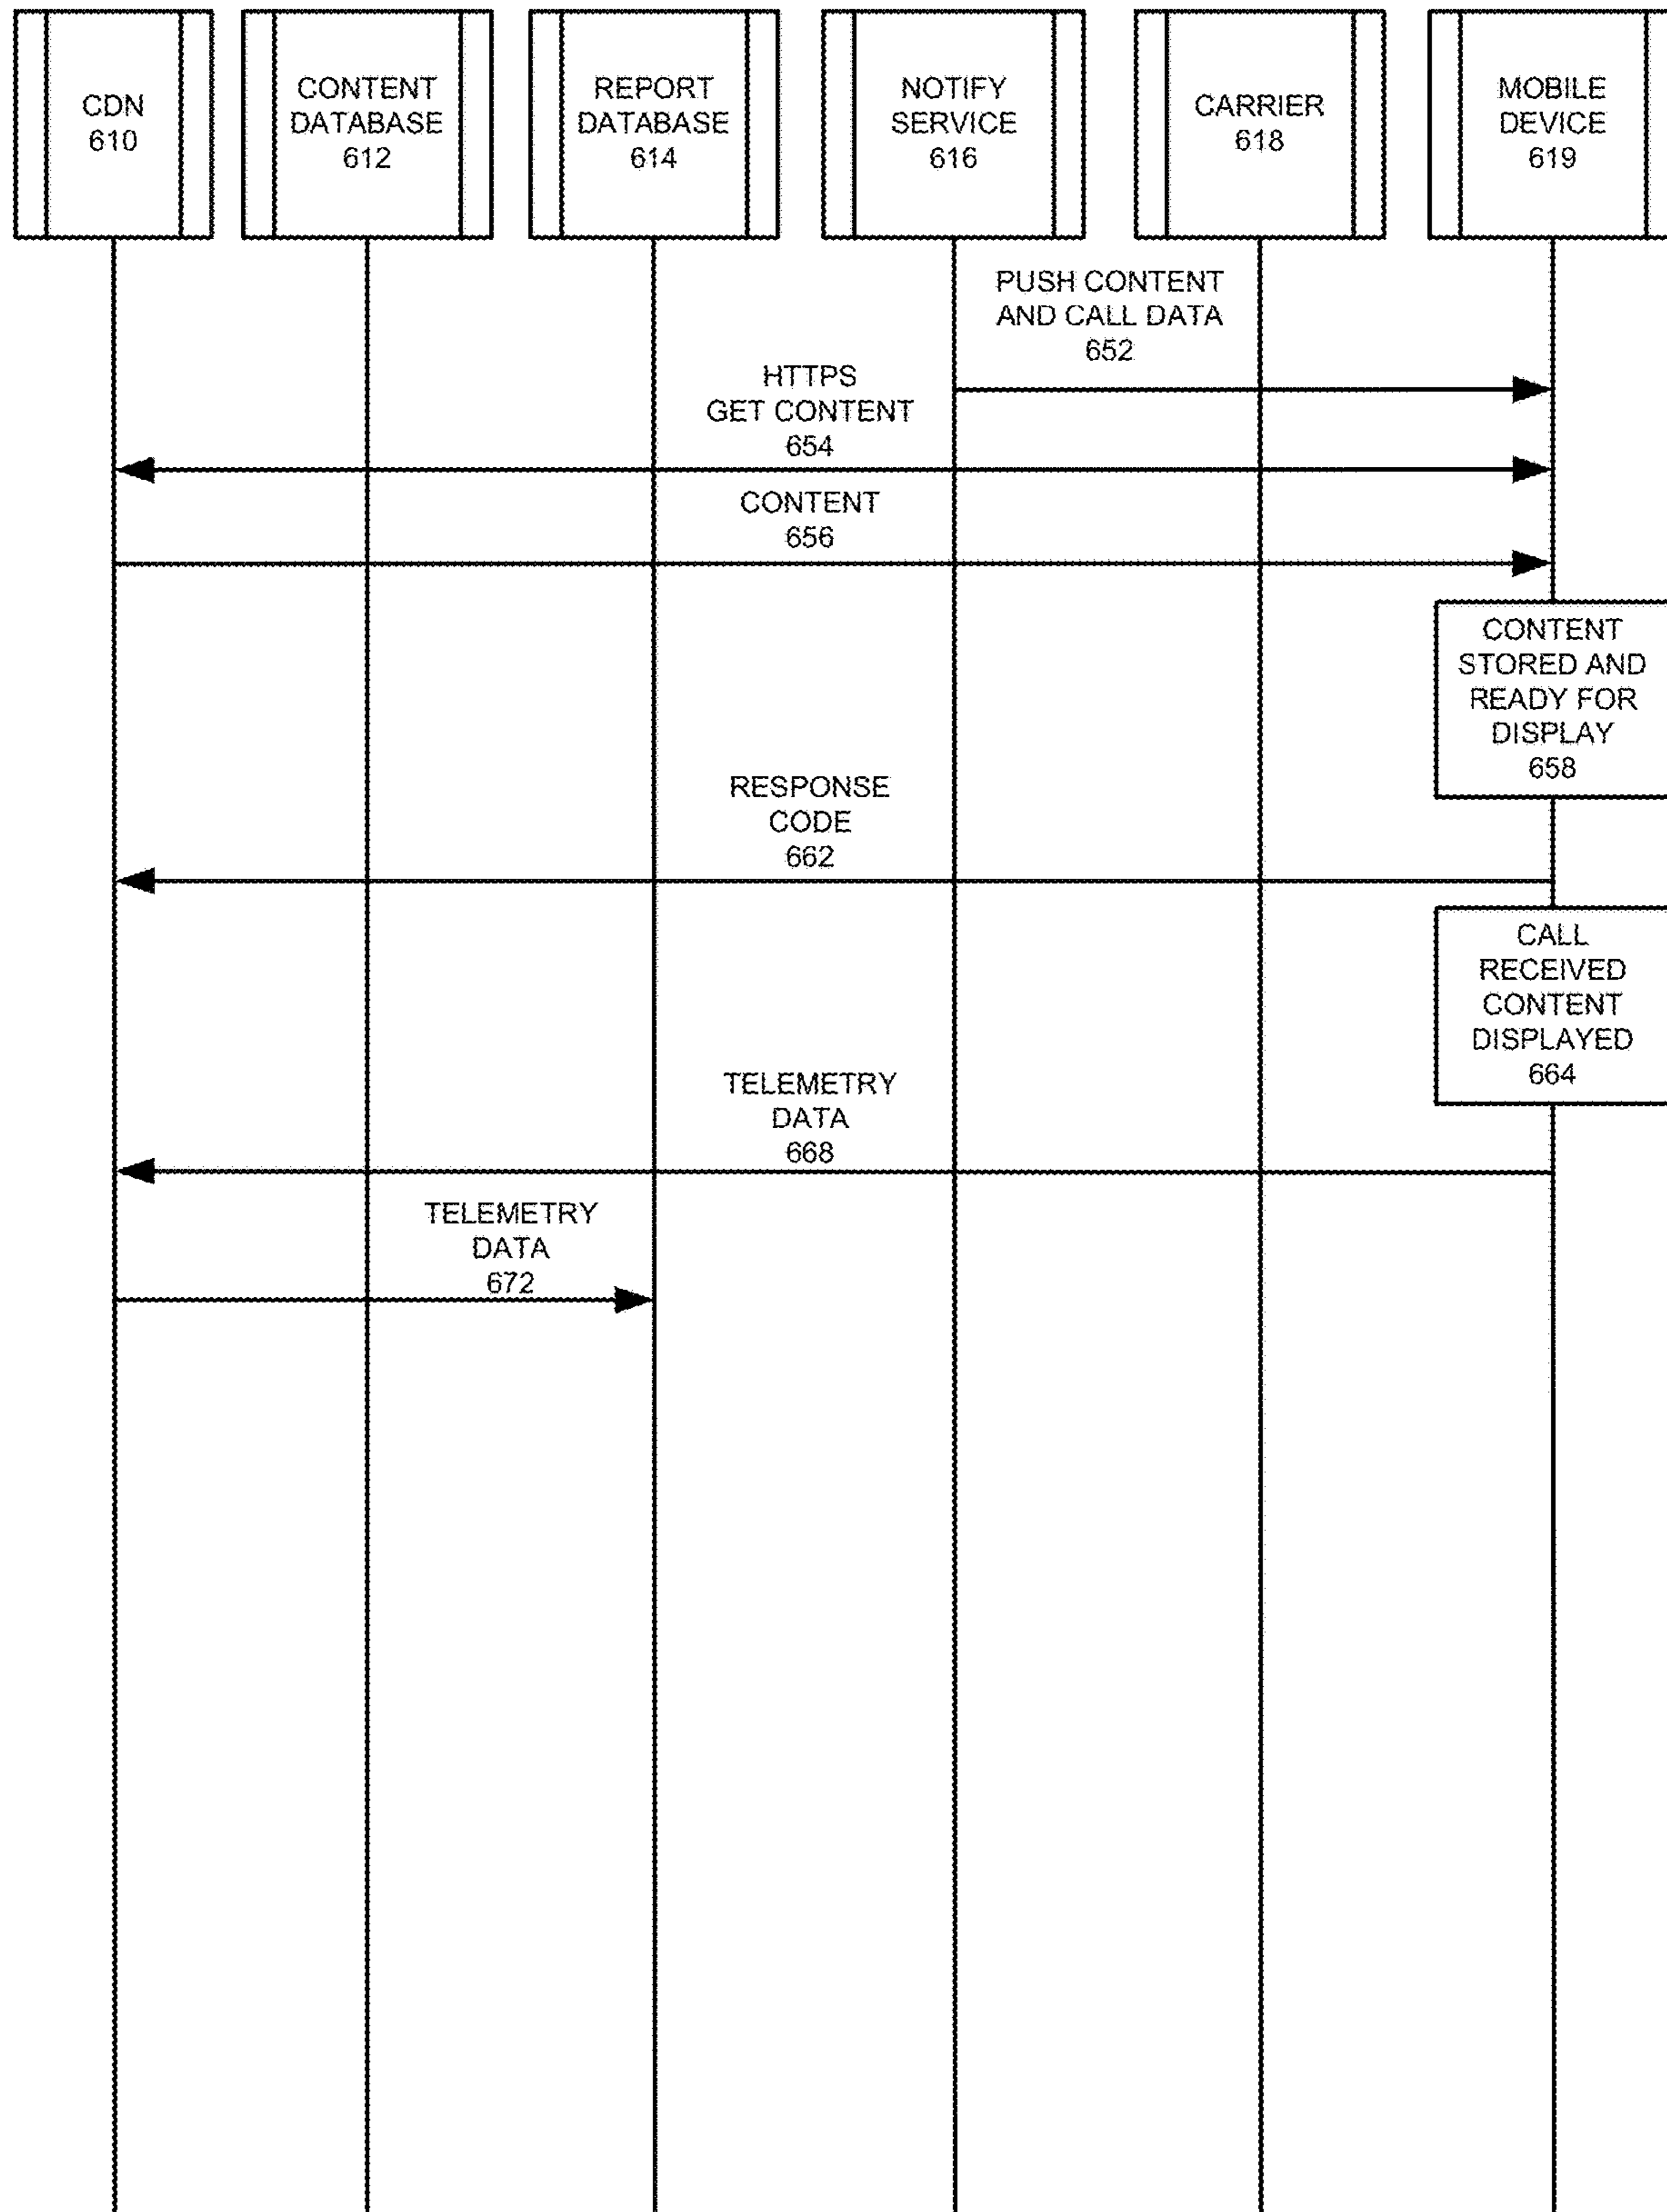 CDN
610
CONTENT
DATABASE
612
REPORT
DATABASE
614
NOTIFY
SERVICE
616
CARRIER
618
MOBILE
DEVICE
619
PUSH CONTENT
AND CALL DATA
652
HTTPS
GET CONTENT
654
CONTENT
656
CONTENT
STORED AND
READY FOR
DISPLAY
658
RESPONSE
CODE
662
CALL
RECEIVED
CONTENT
DISPLAYED
664
TELEMETRY
DATA
668
TELEMETRY
DATA
672